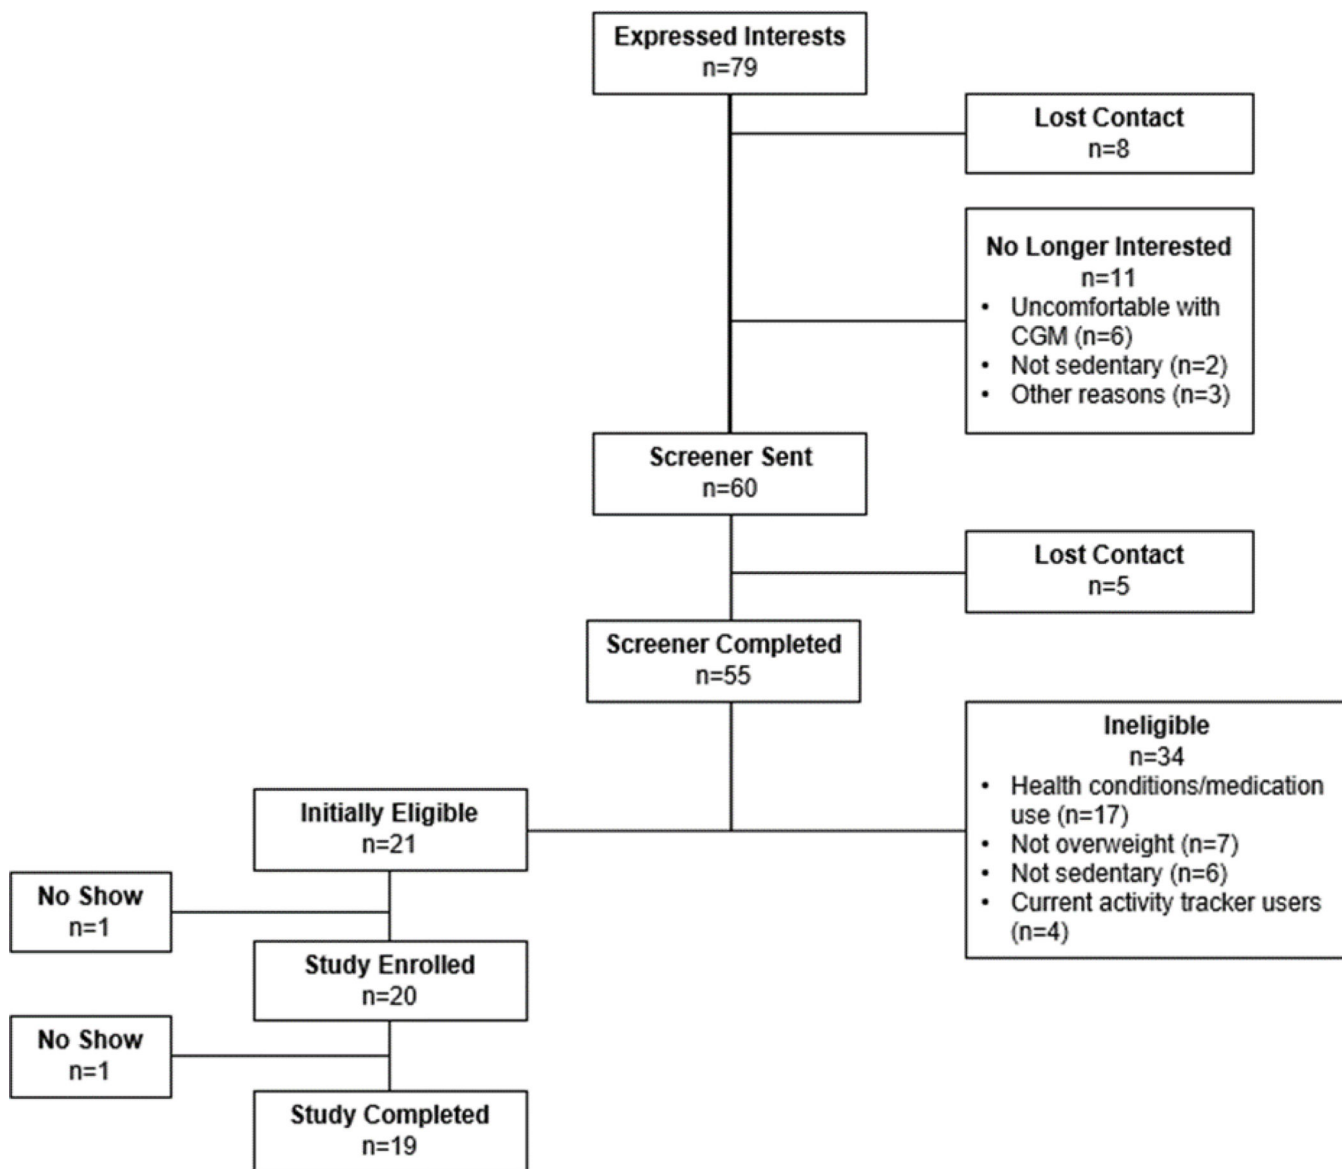 Expressed Interests
n=79
Lost Contact
n=8
No Longer Interested
n=11
• Uncomfortable with
CGM (n=6)
• Not sedentary (n=2)
• Other reasons (n=3)
Screener Sent
n=60
Lost Contact
n=5
Screener Completed
n=55
Ineligible
n=34
• Health conditions/medication
use (n=17)
• Not overweight (n=7)
• Not sedentary (n=6)
• Current activity tracker users
(n=4)
Initially Eligible
n=21
No Show
n=1
Study Enrolled
n=20
No Show
n=1
Study Completed
n=19